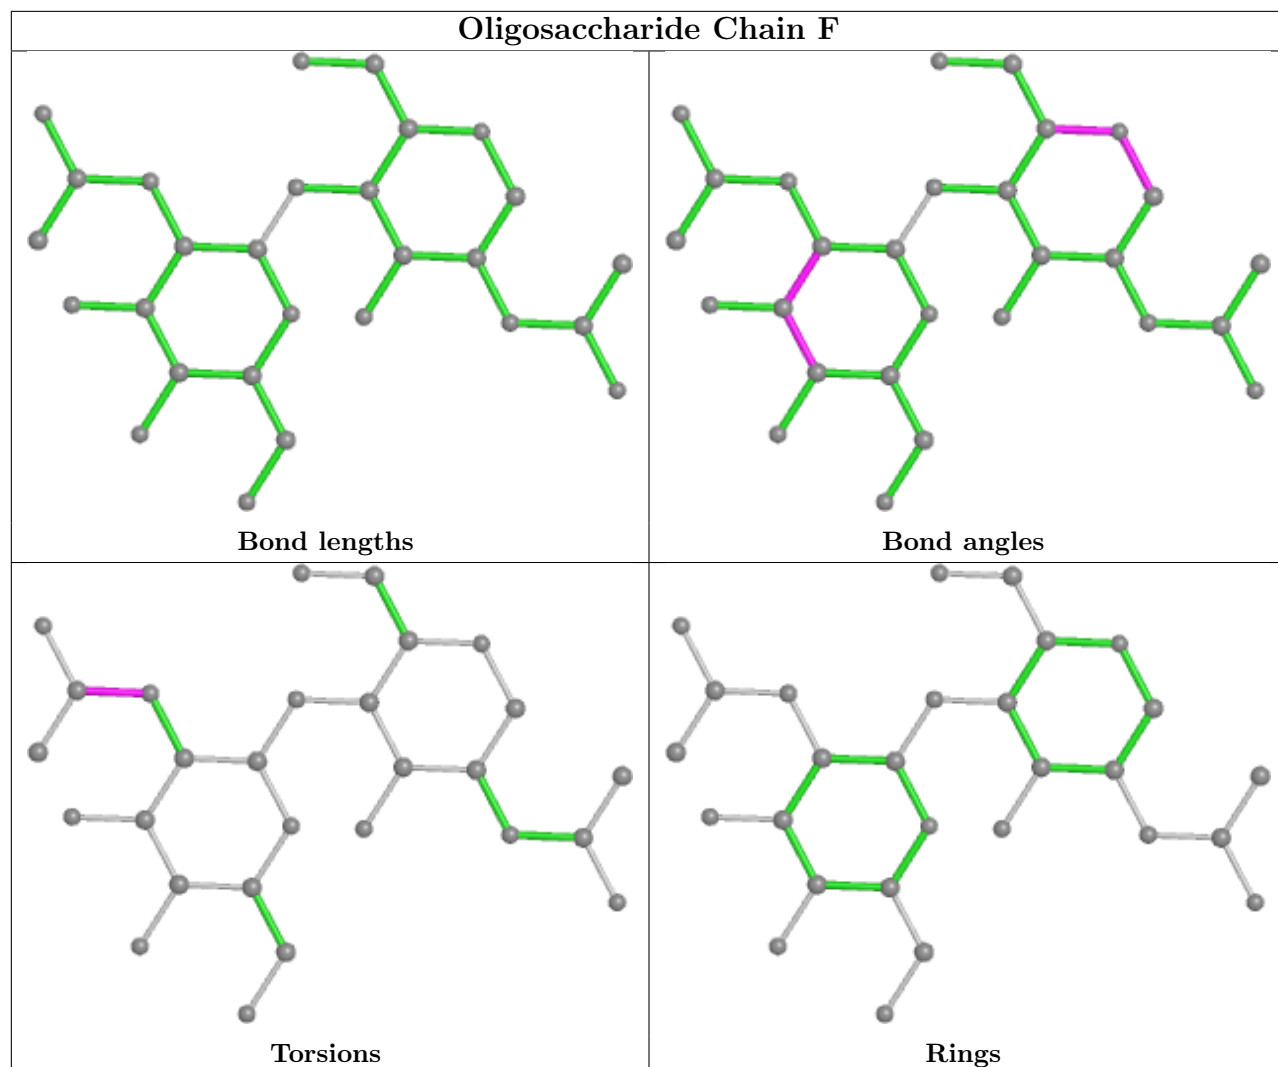 Oligosaccharide Chain F
Bond lengths
Bond angles
Torsions
Rings